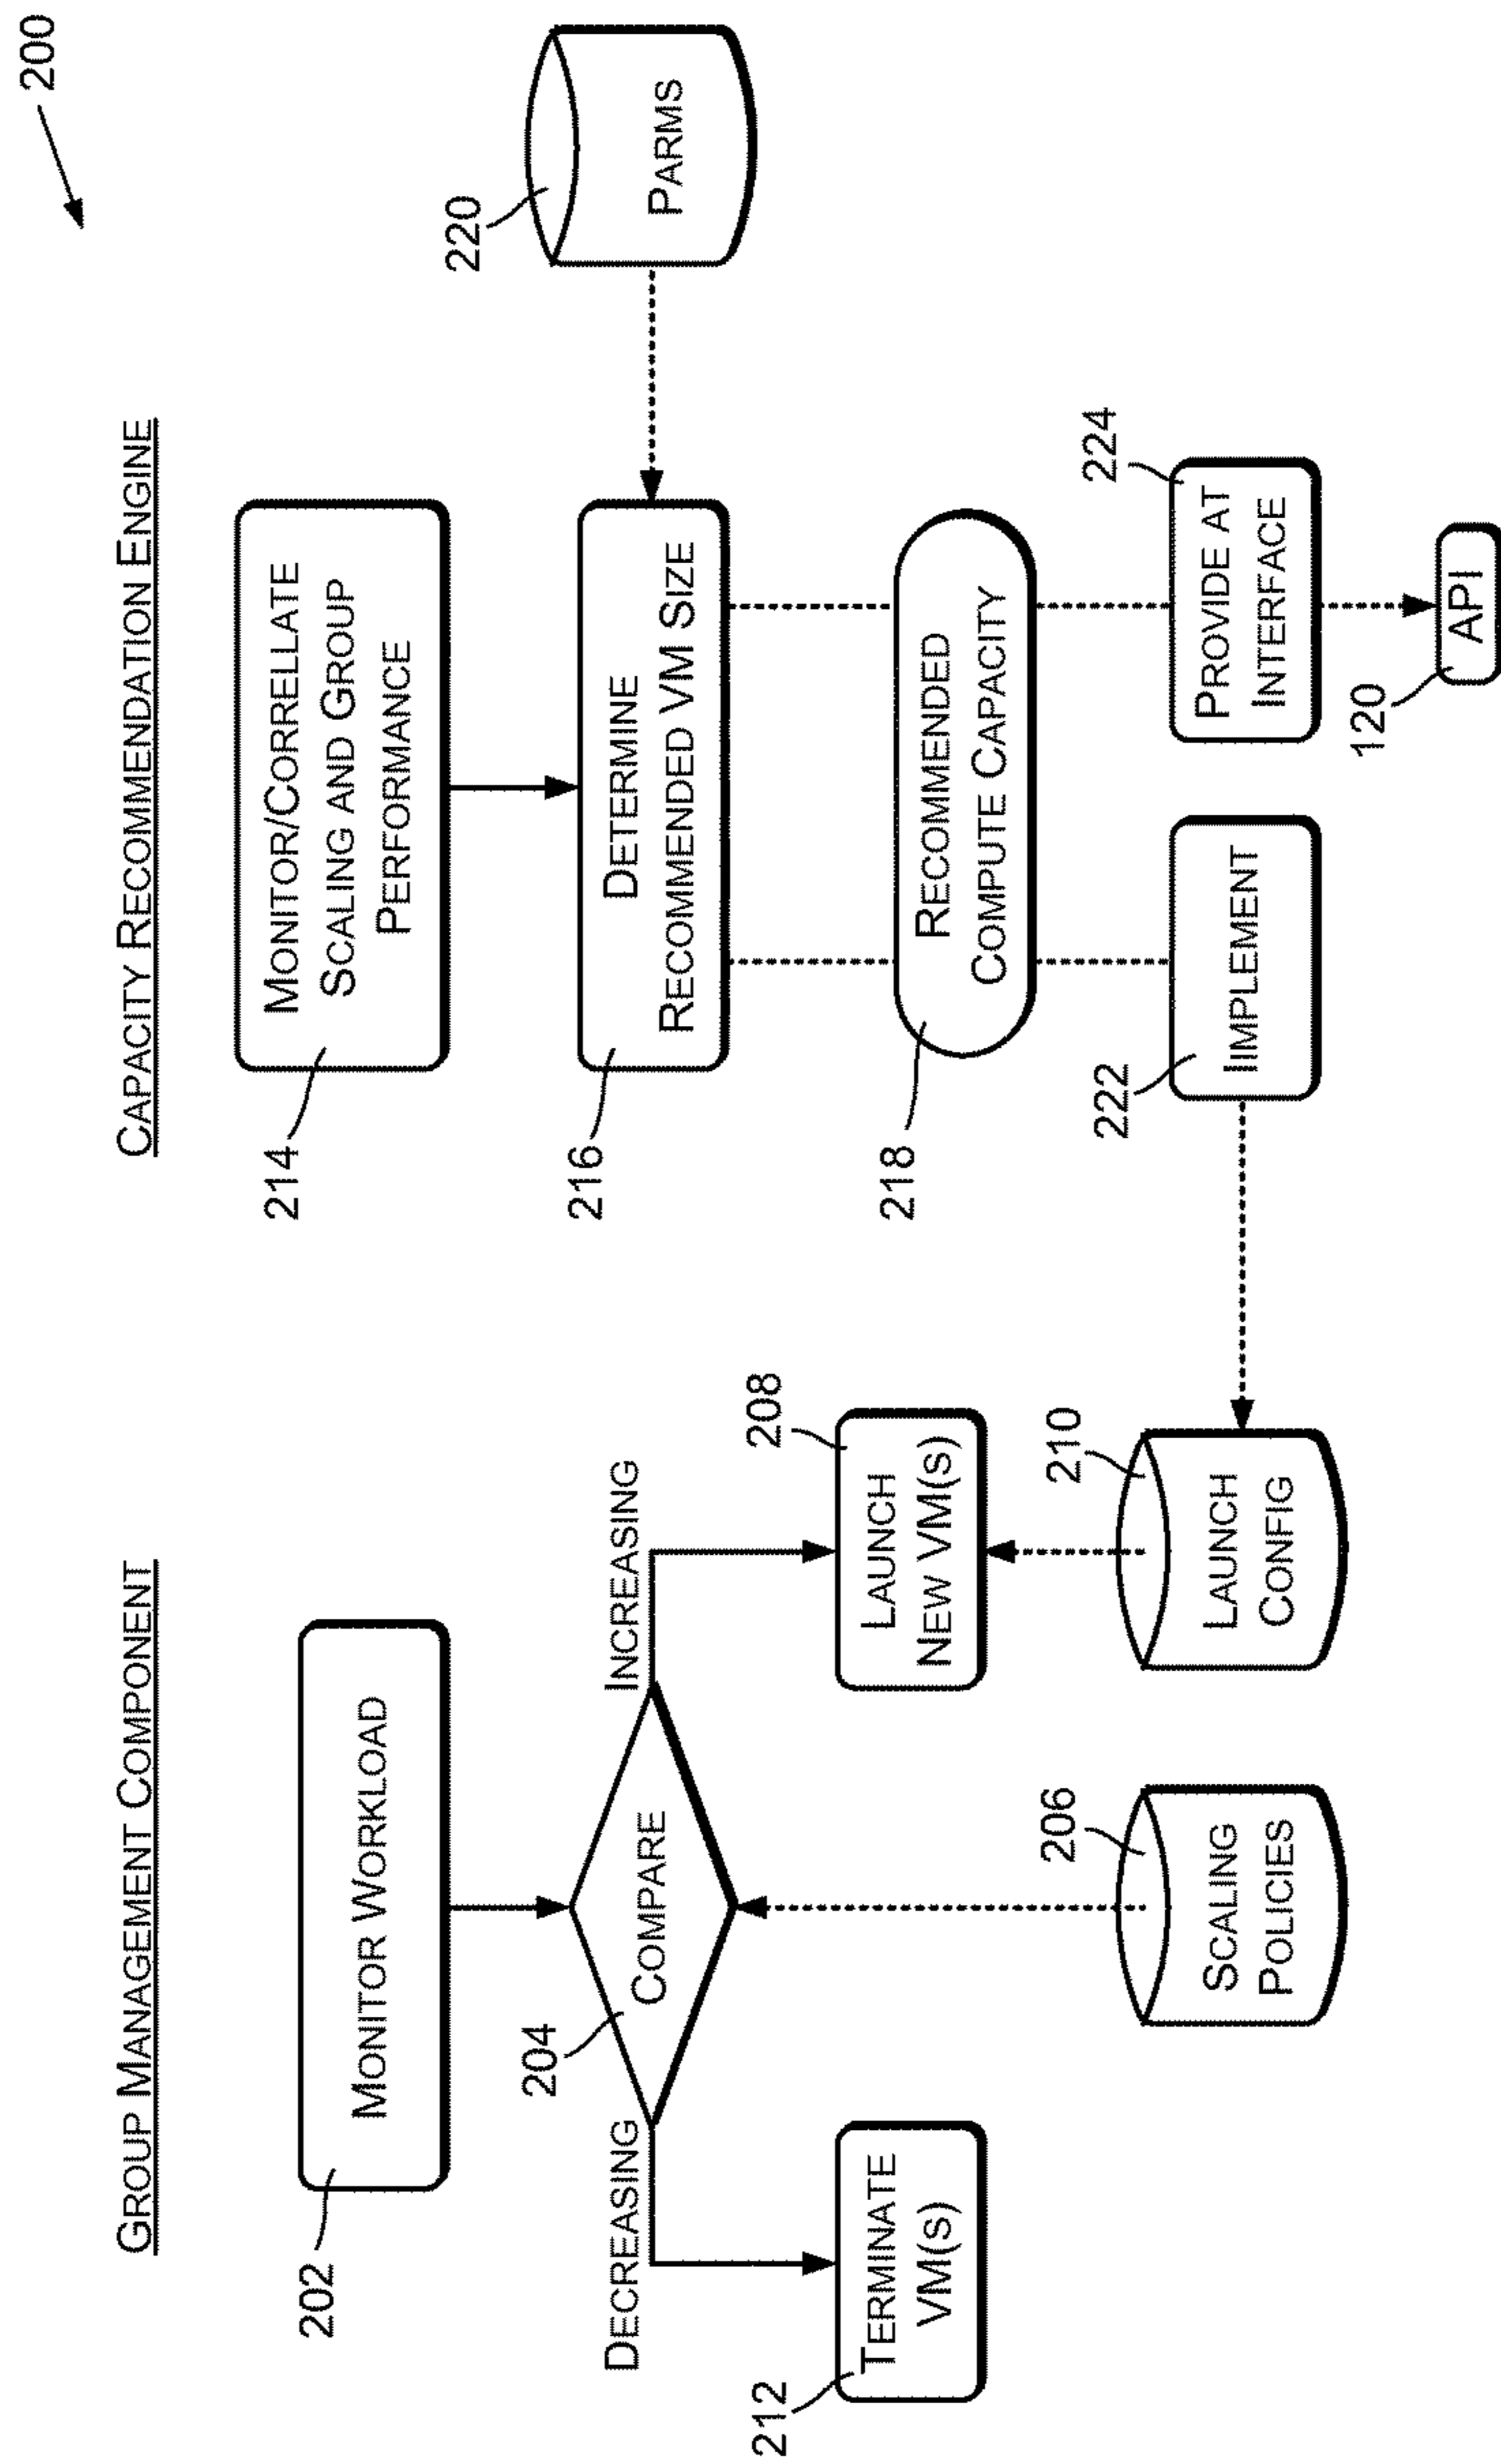 200
GROUP MANAGEMENT COMPONENT
202
MONITOR WORKLOAD
204
COMPARE
DECREASING
INCREASING
212
TERMINATE
VM(S)
208
LAUNCH
NEW VM(S)
206
SCALING
POLICIES
210
LAUNCH
CONFIG
CAPACITY RECOMMENDATION ENGINE
214
MONITOR/CORRELLATE
SCALING AND GROUP
PERFORMANCE
216
DETERMINE
RECOMMENDED VM SIZE
220
PARMS
218
RECOMMENDED
COMPUTE CAPACITY
222
IIMPLEMENT
224
PROVIDE AT
INTERFACE
120
API